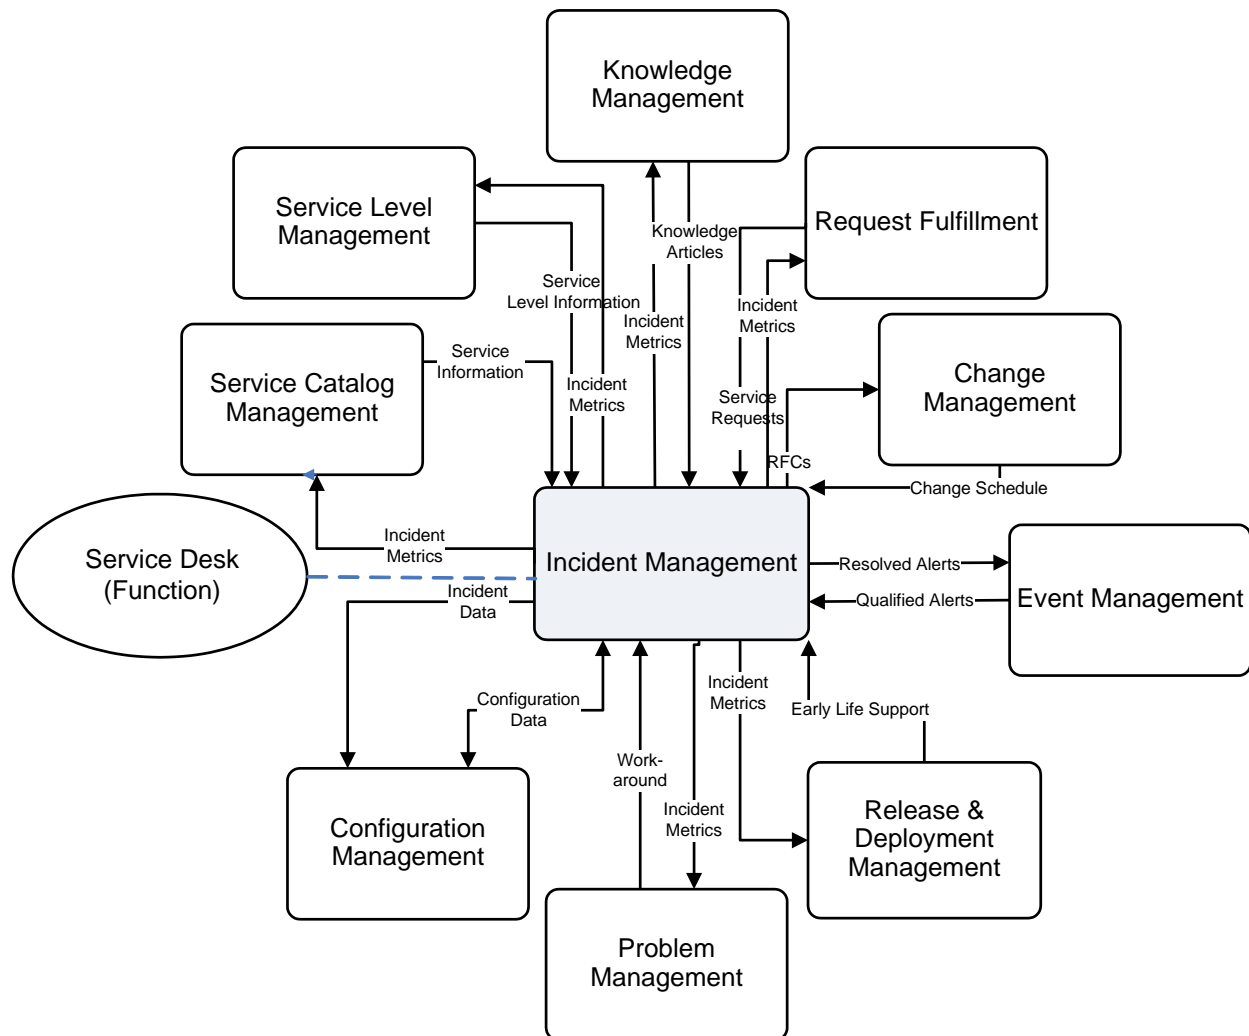 Knowledge
Management
Service Level
Management
Request Fulfillment
Knowledge
Articles
Service
Level Information
Incident
Metrics
Incident
Metrics
Service Catalog
Management
Service
Information
Incident
Metrics
Service
Requests
RFCs
Change
Management
Change Schedule
Service Desk
(Function)
Incident
Metrics
Incident Management
Resolved Alerts
Qualified Alerts
Event Management
Incident
Data
Configuration
Data
Incident
Metrics
Early Life Support
Work-
around
Incident
Metrics
Configuration
Management
Release &
Deployment
Management
Problem
Management